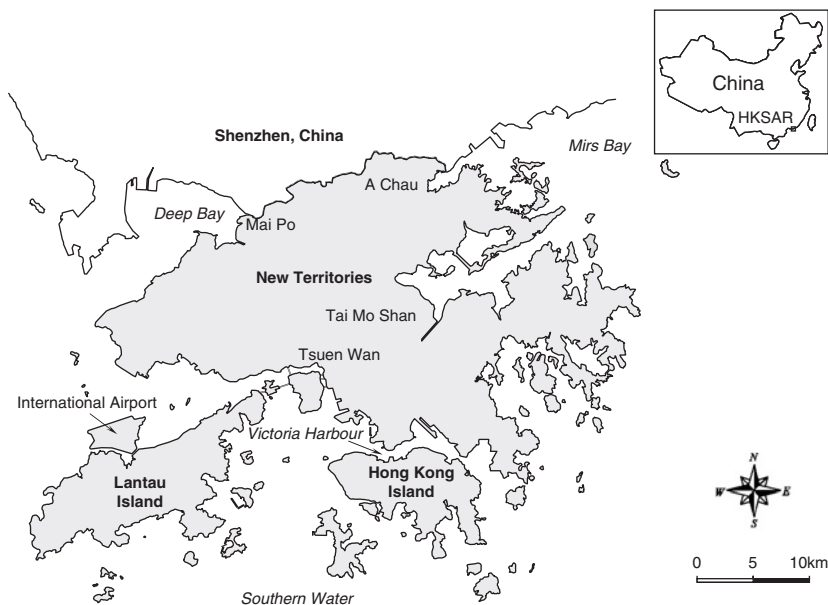 China
HKSAR
Shenzhen, China
Mirs Bay
A Chau
Deep Bay
Mai Po
New Territories
Tai Mo Shan
Tsuen Wan
International Airport
Victoria Harbour
Lantau
Island
Hong Kong
Island
N
W
E
S
0 5 10km
Southern Water